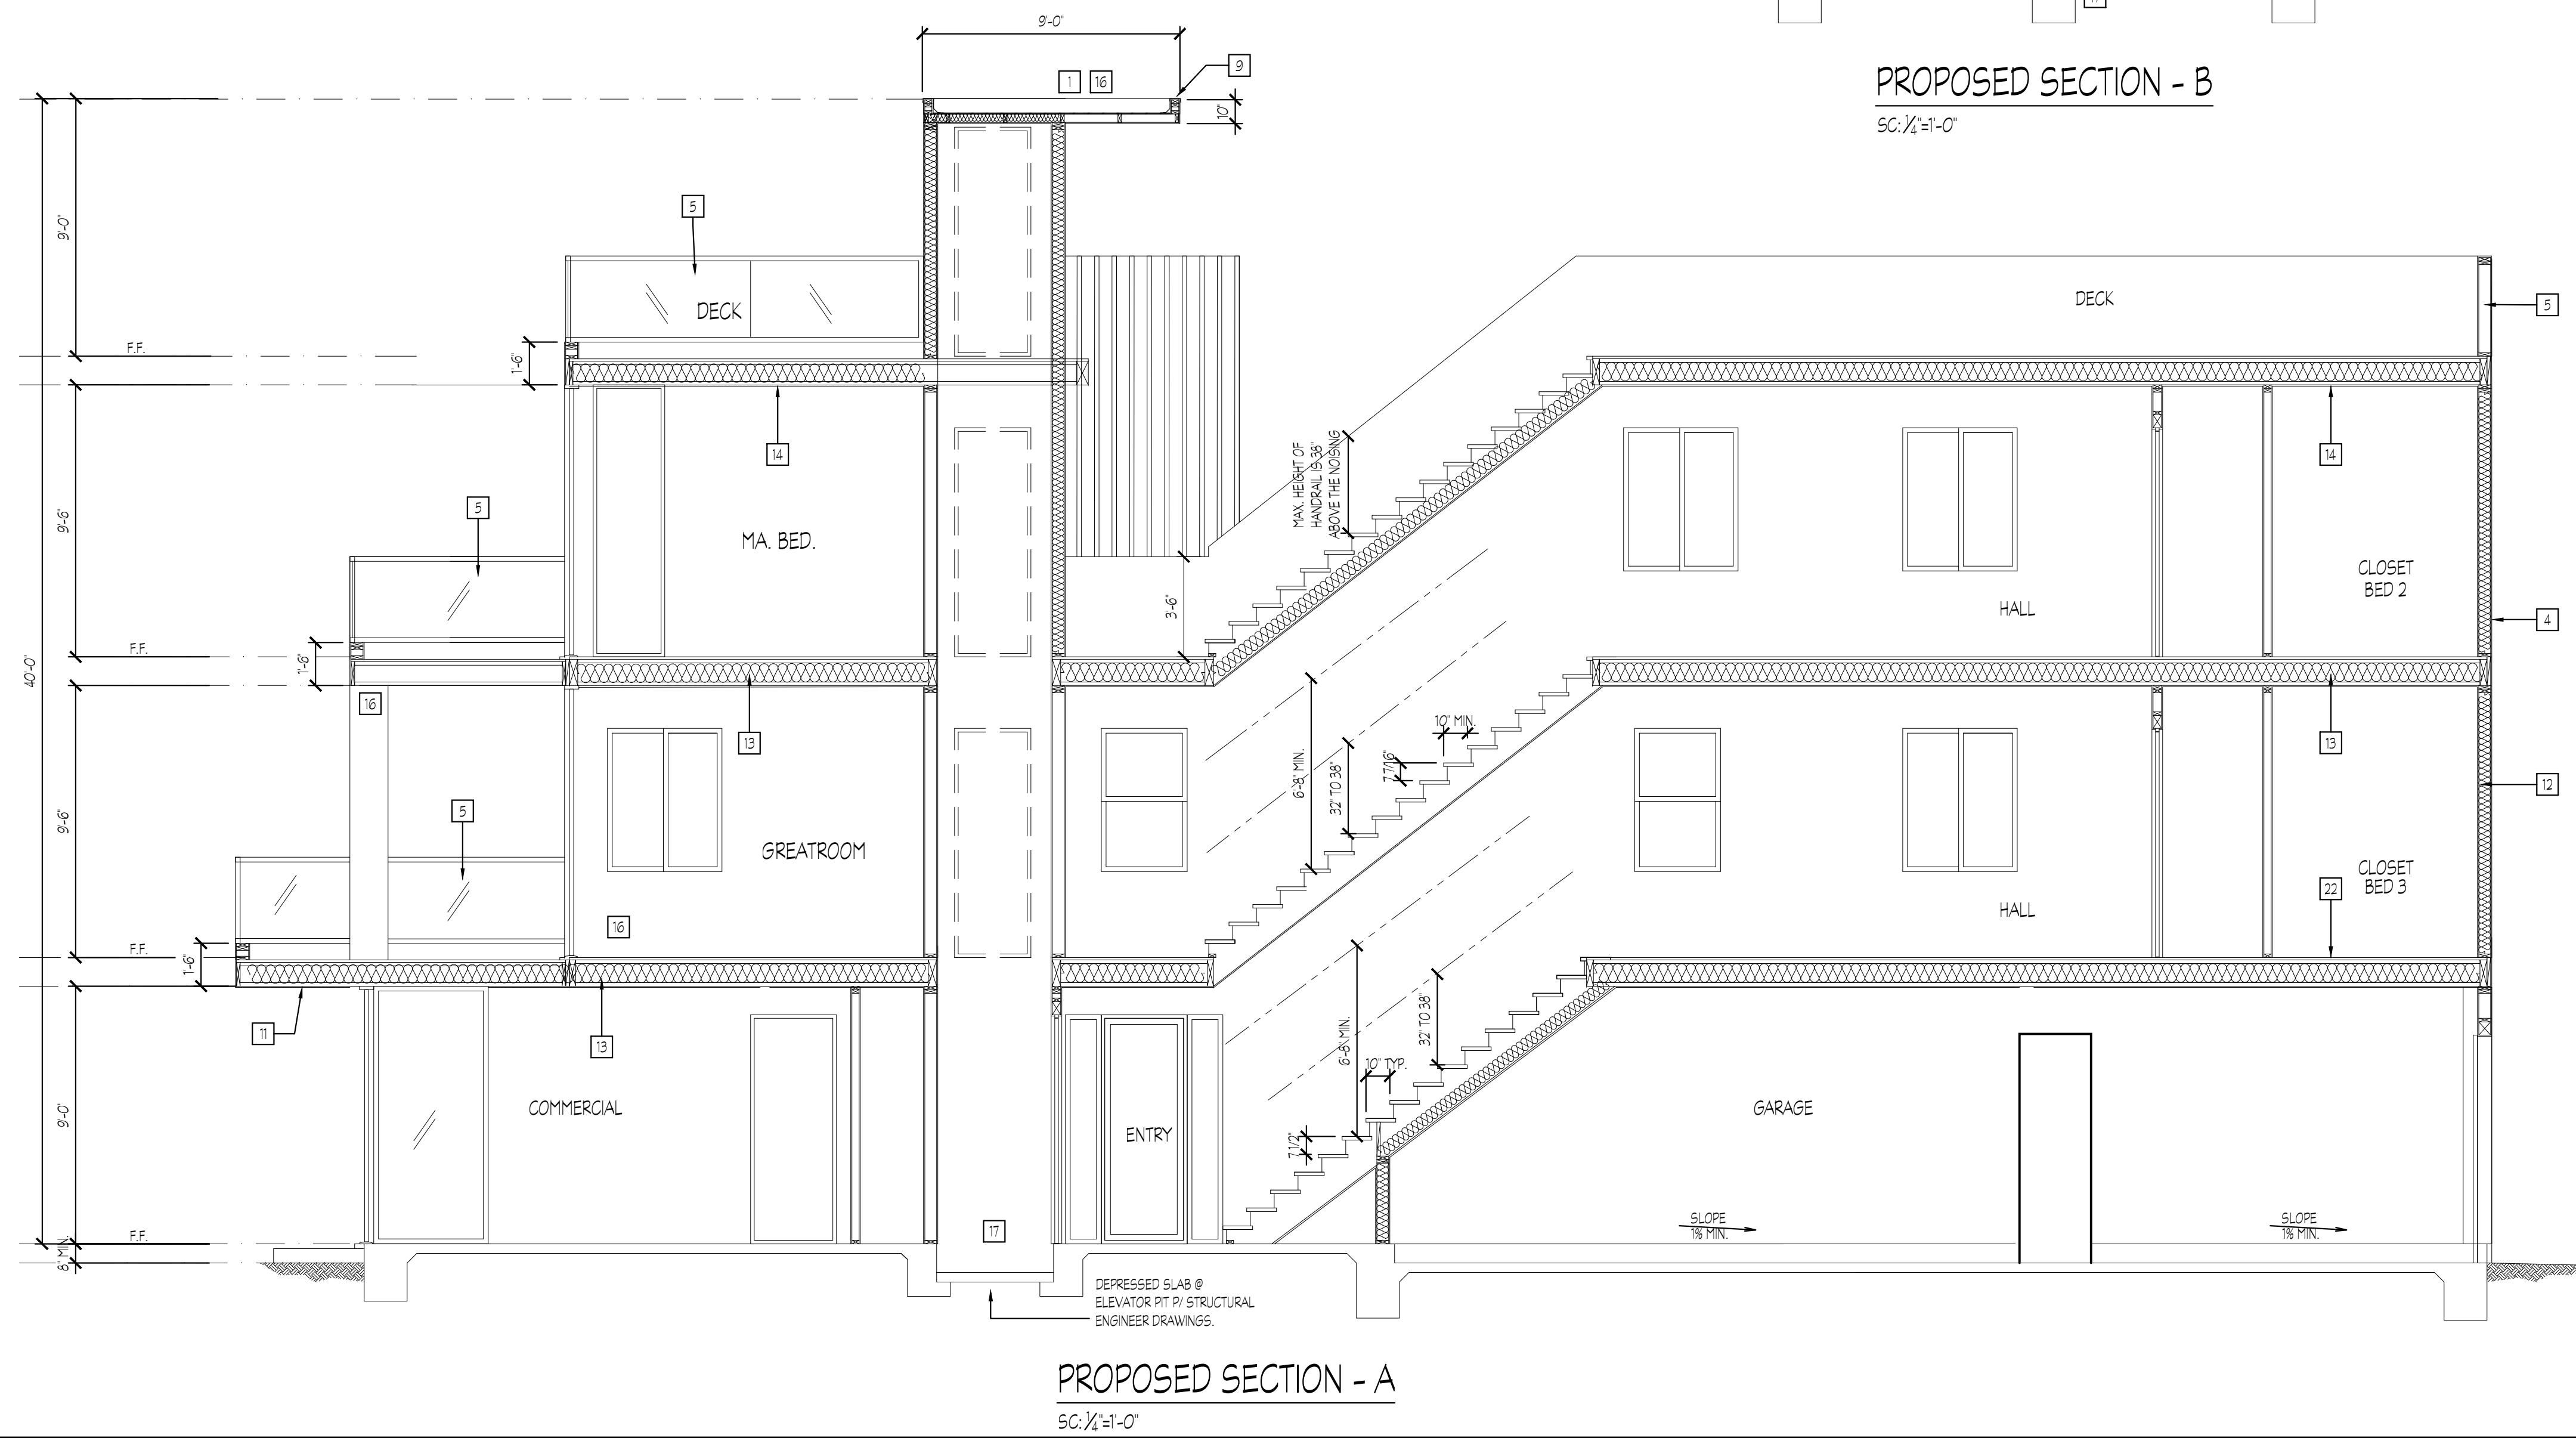 9'-0"
1 16
9
10"
PROPOSED SECTION - B
SC: 1/4"=1'-0"
9'-0"
5
5
DECK
DECK
F.F.
1'-6"
14
14
MAX. HEIGHT OF
HANDRAIL IS 38"
ABOVE THE NOISING
9'-6"
5
MA. BED.
CLOSET
BED 2
3'-6"
HALL
4
F.F.
1'-6"
40'-0"
16
13
10" MIN.
13
6'-8" MIN.
32" TO 38"
7 7/16"
12
9'-6"
5
GREATROOM
CLOSET
BED 3
22
HALL
16
F.F.
1'-6"
11
13
6'-8" MIN.
32" TO 38"
10" TYP.
9'-0"
COMMERCIAL
ENTRY
7 1/2"
GARAGE
17
SLOPE
1% MIN.
SLOPE
1% MIN.
F.F.
8" MIN.
DEPRESSED SLAB @
ELEVATOR PIT P/ STRUCTURAL
ENGINEER DRAWINGS.
PROPOSED SECTION - A
SC: 1/4"=1'-0"